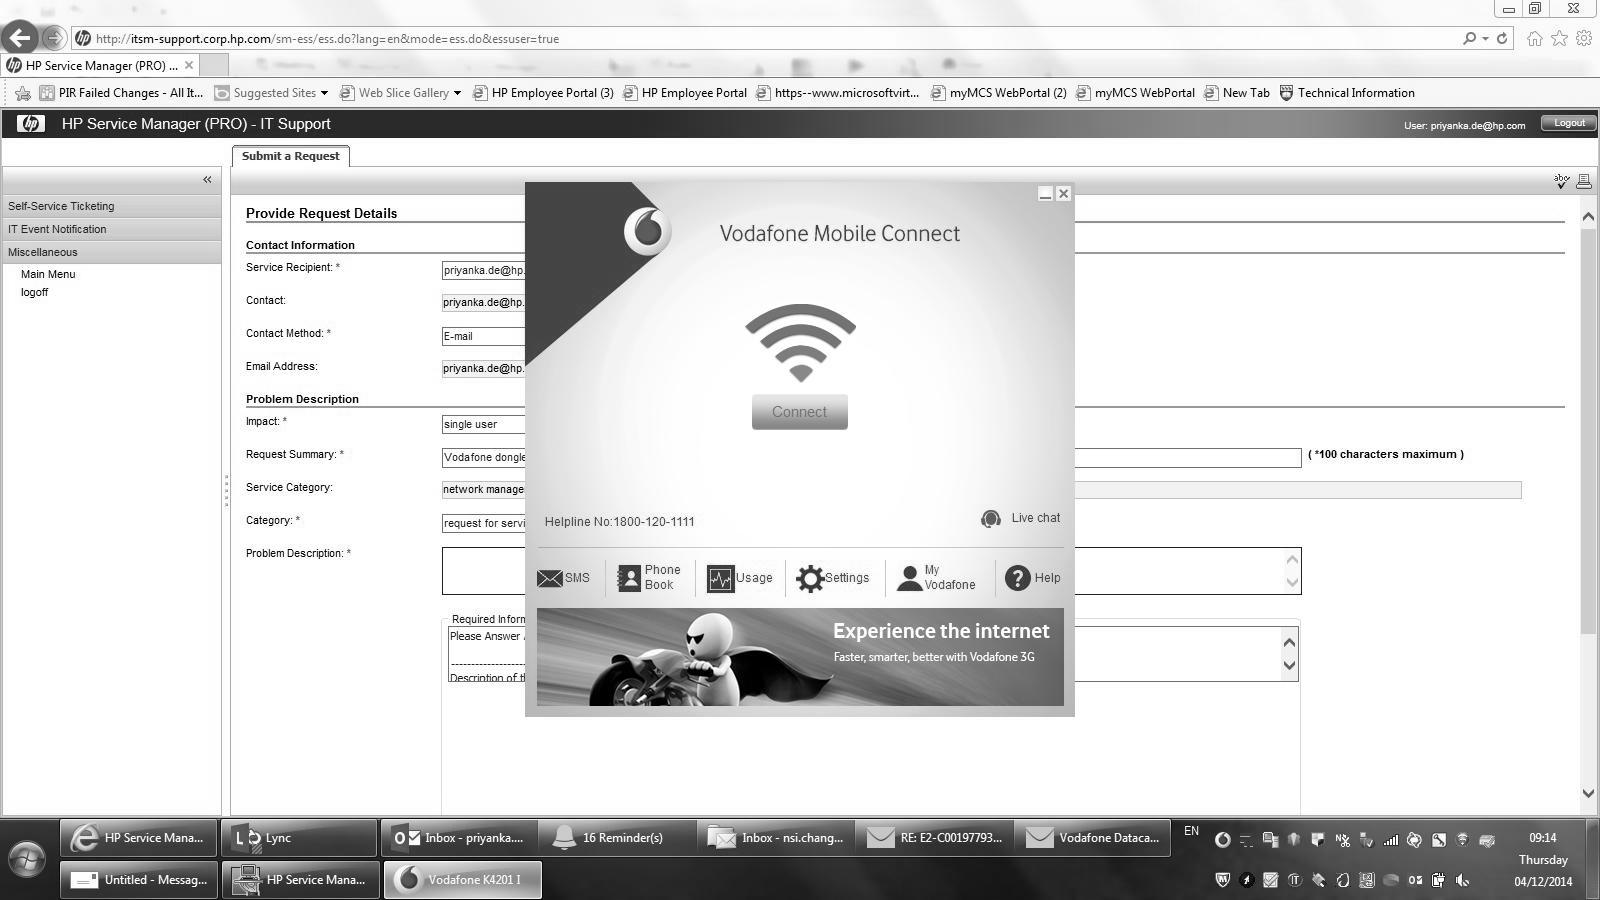 http://itsm-support.corp.hp.com/sm-ess/ess.do?lang=en&mode=ess.do&essuser=true
HP Service Manager (PRO) ...
PIR Failed Changes - All It... Suggested Sites Web Slice Gallery HP Employee Portal (3) HP Employee Portal https--www.microsoftvirt... myMCS WebPortal (2) myMCS WebPortal New Tab Technical Information
hp HP Service Manager (PRO) - IT Support User: priyanka.de@hp.com Logout
Submit a Request
Self-Service Ticketing
IT Event Notification
Miscellaneous
Main Menu
logoff
Provide Request Details
Contact Information
Service Recipient: * priyanka.de@hp.
Contact: priyanka.de@hp.
Contact Method: * E-mail
Email Address: priyanka.de@hp.
Problem Description
Impact: * single user
Request Summary: * Vodafone dongle ( *100 characters maximum )
Service Category: network manage
Category: * request for servi
Problem Description: *
Required Inform
Please Answer
--------------------
Description of th
Vodafone Mobile Connect
Connect
Helpline No:1800-120-1111 Live chat
SMS Phone Book Usage Settings My Vodafone Help
Experience the internet
Faster, smarter, better with Vodafone 3G
HP Service Mana... Lync Inbox - priyanka.... 16 Reminder(s) Inbox - nsi.chang... RE: E2-C00197793... Vodafone Dataca... EN 09:14
Thursday
Untitled - Messag... HP Service Mana... Vodafone K4201 I 04/12/2014